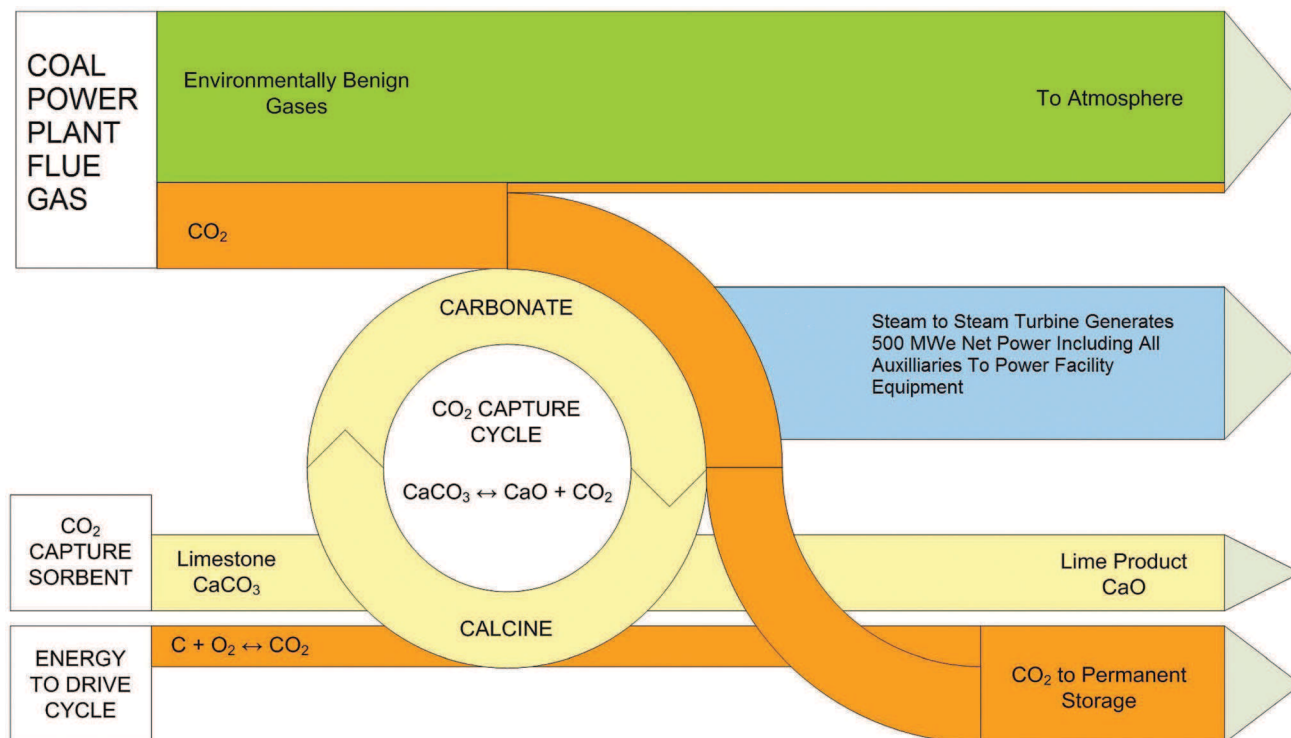 COAL
POWER
PLANT
FLUE
GAS
Environmentally Benign
Gases
To Atmosphere
CO₂
CARBONATE
CO₂ CAPTURE
CYCLE
CaCO₃ ↔ CaO + CO₂
CALCINE
Steam to Steam Turbine Generates
500 MWe Net Power Including All
Auxilliaries To Power Facility
Equipment
CO₂
CAPTURE
SORBENT
Limestone
CaCO₃
Lime Product
CaO
ENERGY
TO DRIVE
CYCLE
C + O₂ ↔ CO₂
CO₂ to Permanent
Storage